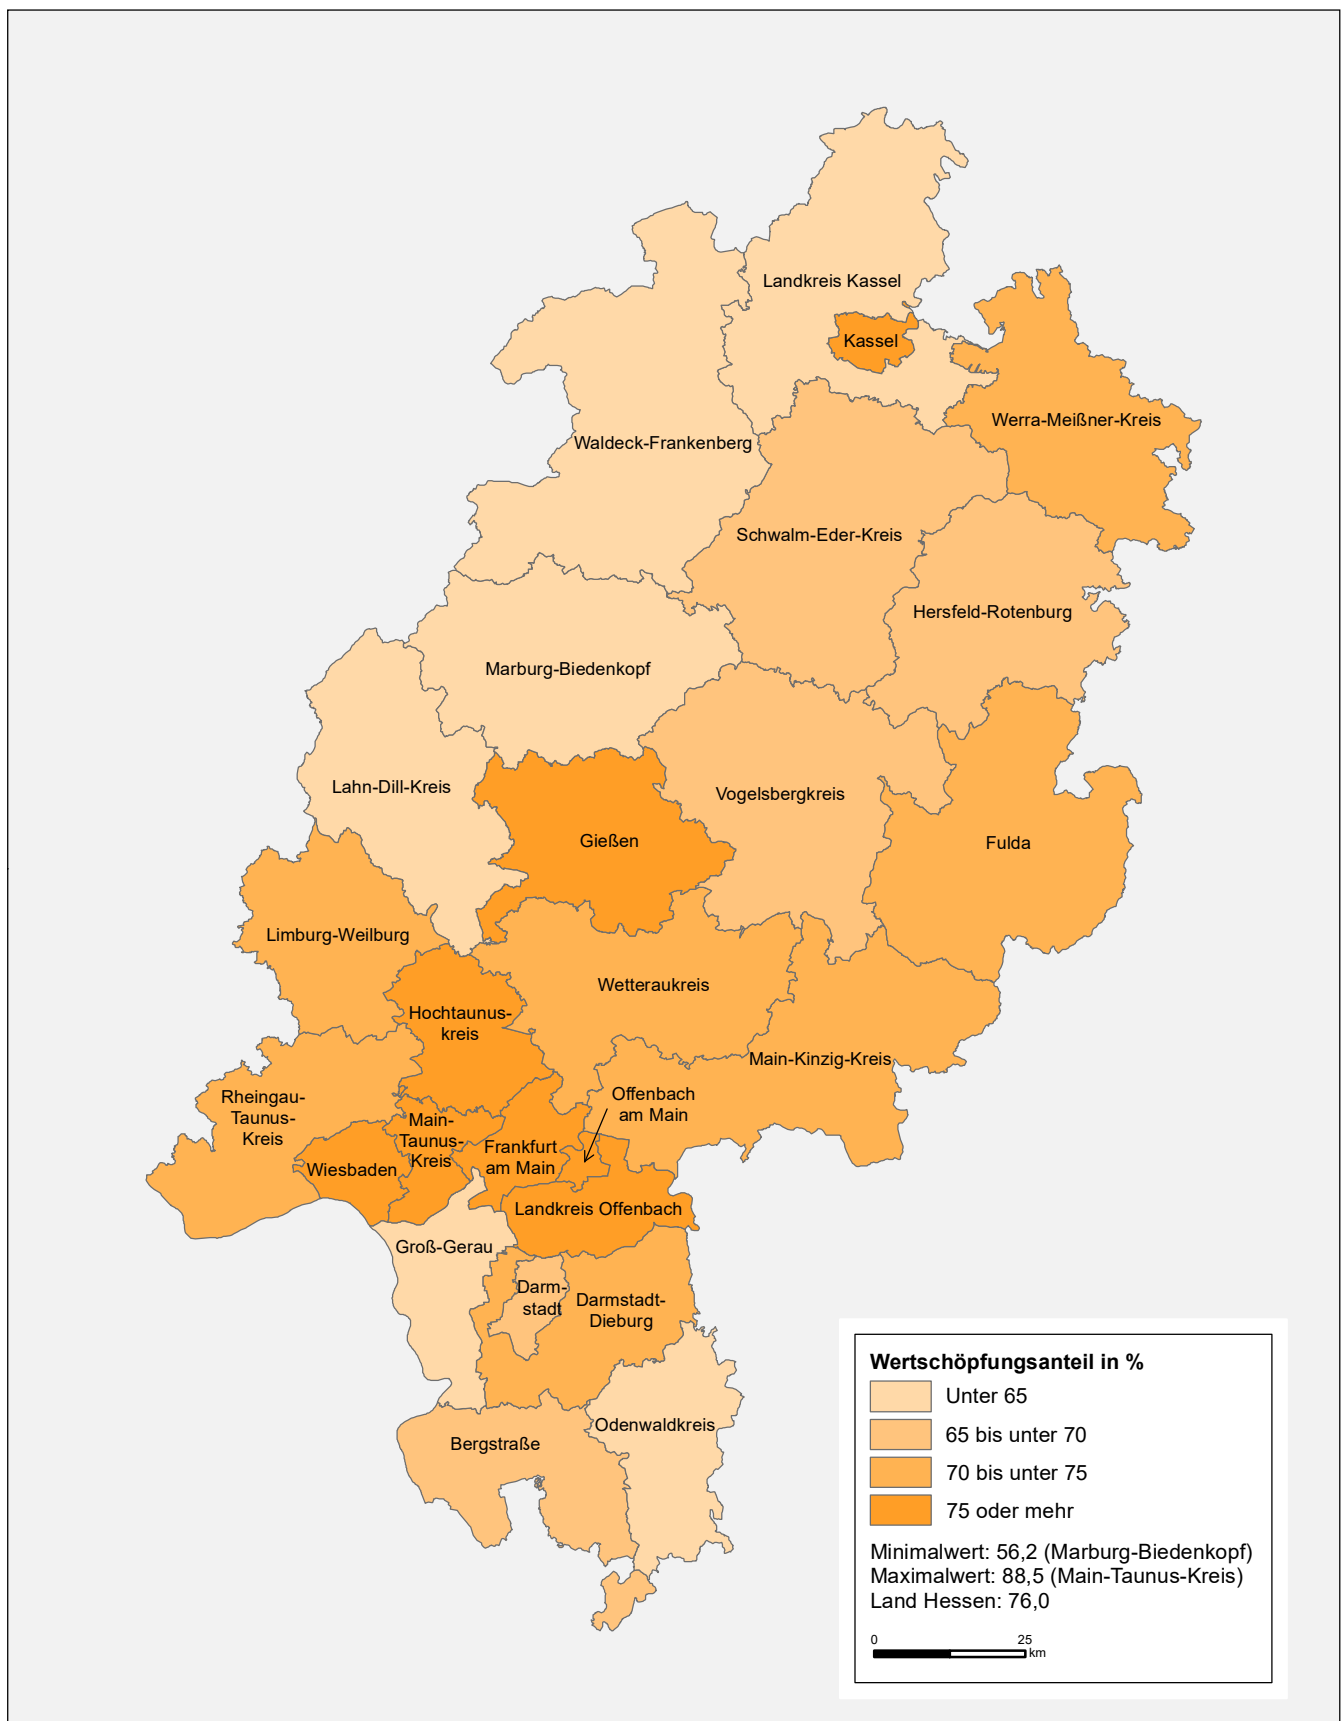 Landkreis Kassel
Kassel
Werra-Meißner-Kreis
Waldeck-Frankenberg
Schwalm-Eder-Kreis
Hersfeld-Rotenburg
Marburg-Biedenkopf
Lahn-Dill-Kreis
Vogelsbergkreis
Gießen
Fulda
Limburg-Weilburg
Wetteraukreis
Hochtaunus-
kreis
Main-Kinzig-Kreis
Offenbach
am Main
Rheingau-
Taunus-
Kreis
Main-
Taunus-
Kreis
Frankfurt
am Main
Wiesbaden
Landkreis Offenbach
Groß-Gerau
Darm-
stadt
Darmstadt-
Dieburg
Odenwaldkreis
Bergstraße
Wertschöpfungsanteil in %
Unter 65
65 bis unter 70
70 bis unter 75
75 oder mehr
Minimalwert: 56,2 (Marburg-Biedenkopf)
Maximalwert: 88,5 (Main-Taunus-Kreis)
Land Hessen: 76,0
0 25
km